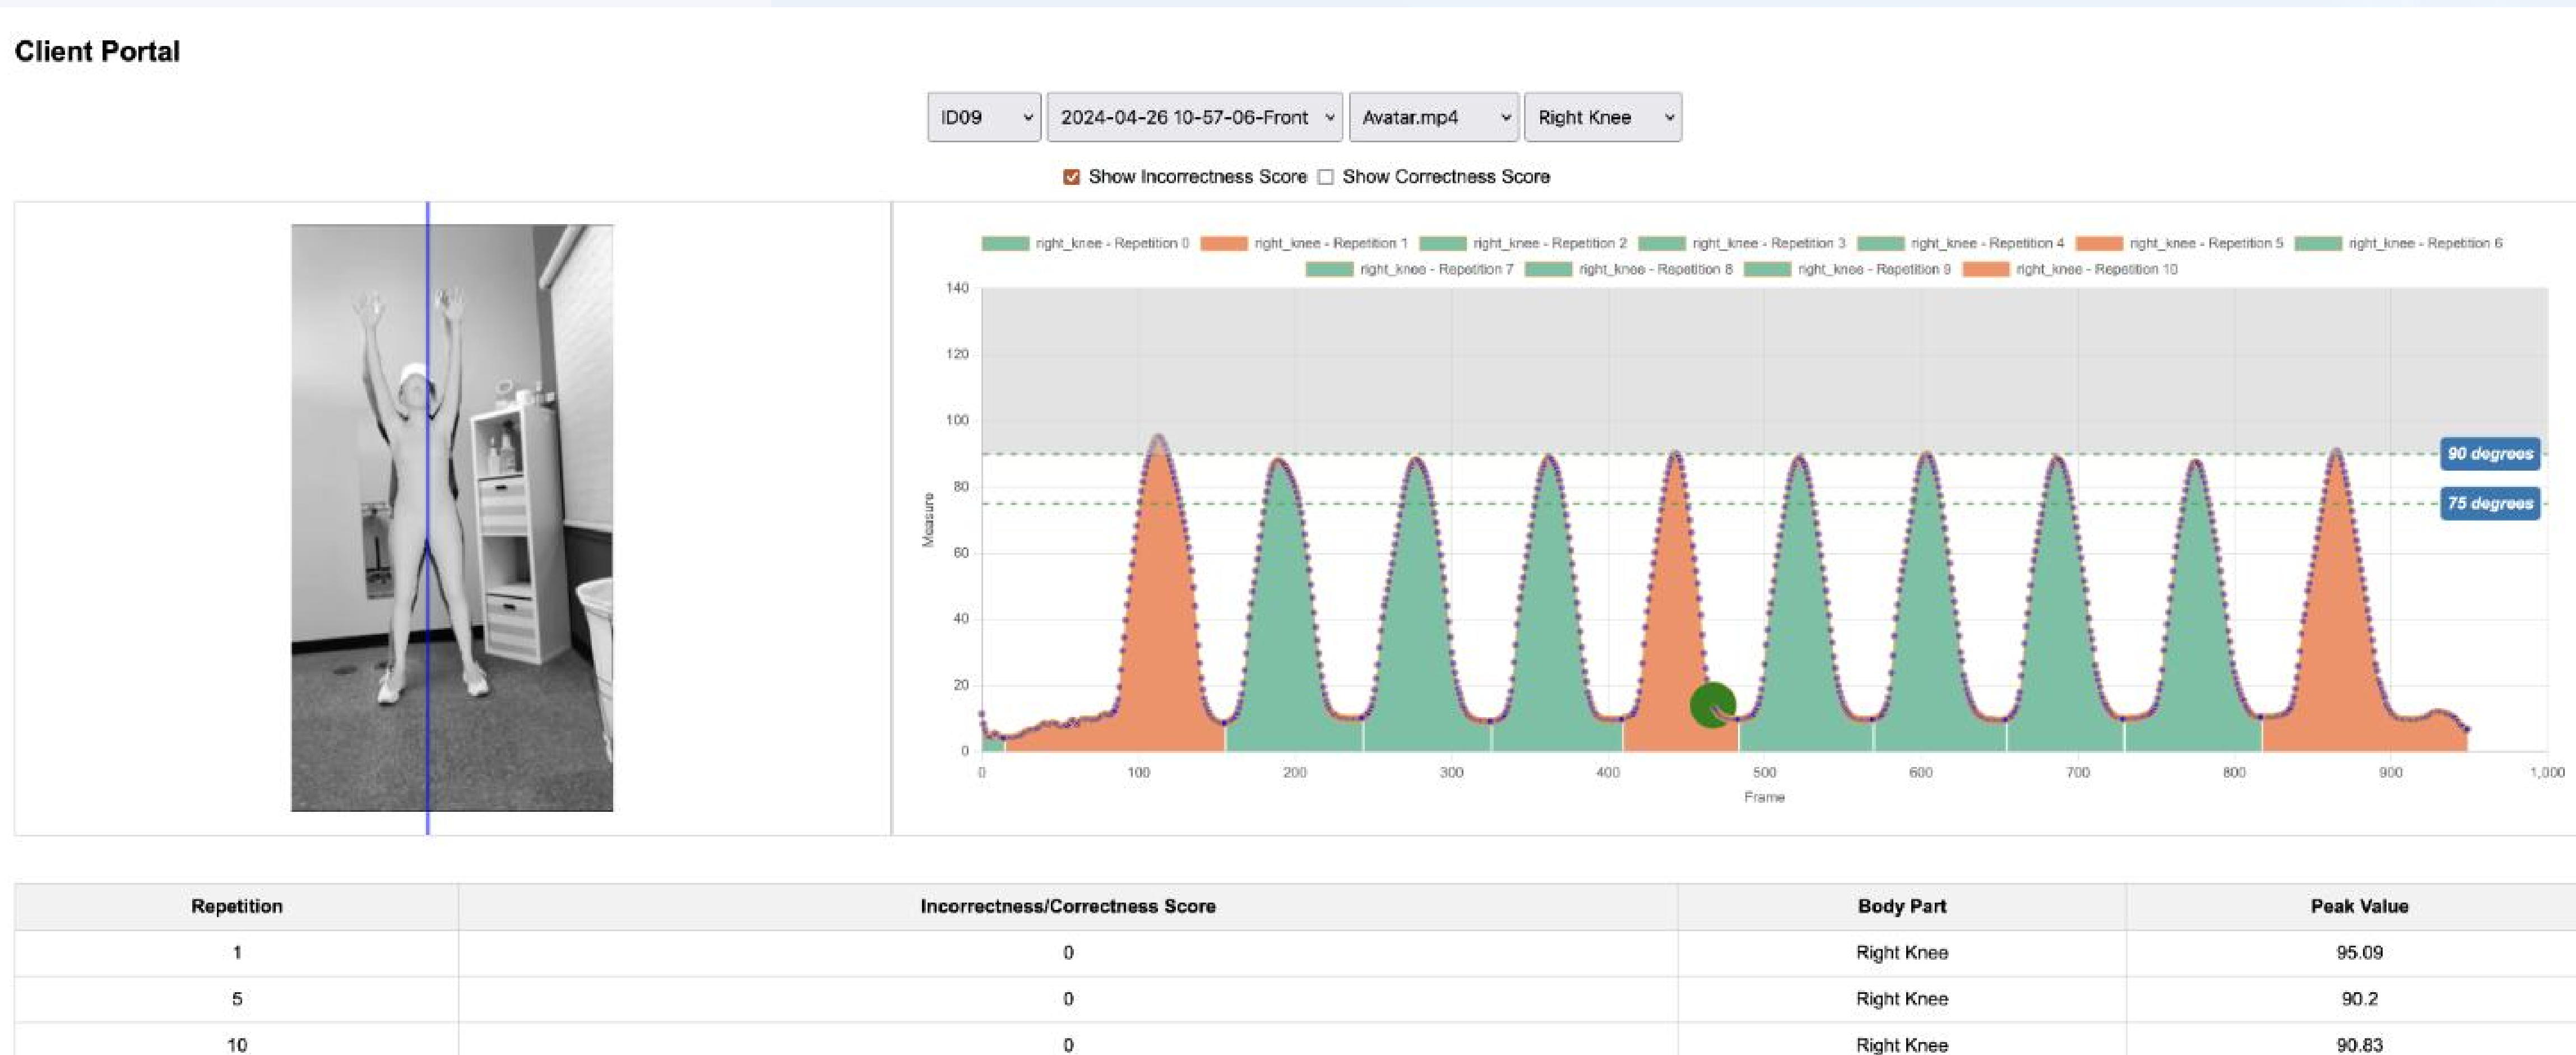 Client Portal
ID09 2024-04-26 10-57-06-Front Avatar.mp4 Right Knee
Show Incorrectness Score Show Correctness Score
right_knee - Repetition 0 right_knee - Repetition 1 right_knee - Repetition 2 right_knee - Repetition 3 right_knee - Repetition 4 right_knee - Repetition 5 right_knee - Repetition 6
right_knee - Repetition 7 right_knee - Repetition 8 right_knee - Repetition 9 right_knee - Repetition 10
140
120
100
90 degrees
80
75 degrees
Measure
60
40
20
0
0 100 200 300 400 500 600 700 800 900 1,000
Frame
Repetition Incorrectness/Correctness Score Body Part Peak Value
1 0 Right Knee 95.09
5 0 Right Knee 90.2
10 0 Right Knee 90.83